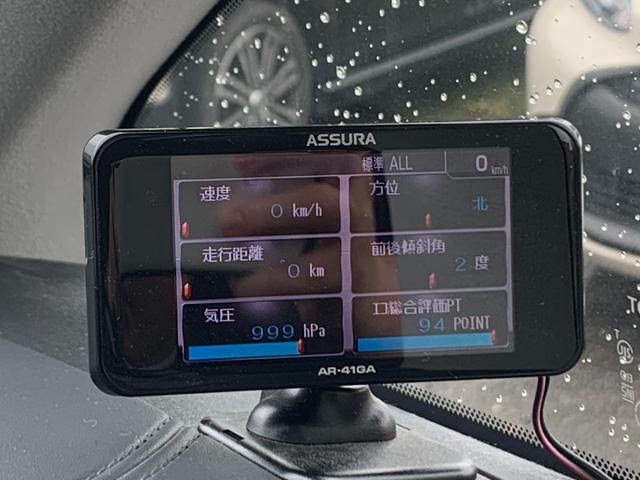 ASSURA
標準 ALL 0 km/h
速度
0 km/h
方位
北
走行距離
0 km
前後傾斜角
2 度
気圧
999 hPa
エコ総合評価PT
94 POINT
AR-41GA